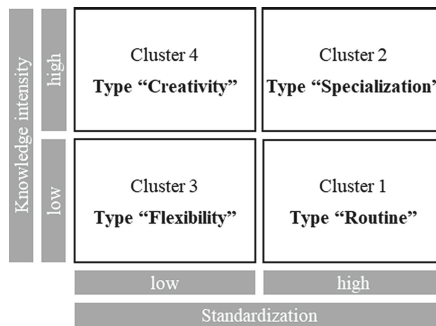 Knowledge intensity
high
low
Cluster 4
Type “Creativity”
Cluster 2
Type “Specialization”
Cluster 3
Type “Flexibility”
Cluster 1
Type “Routine”
low
high
Standardization